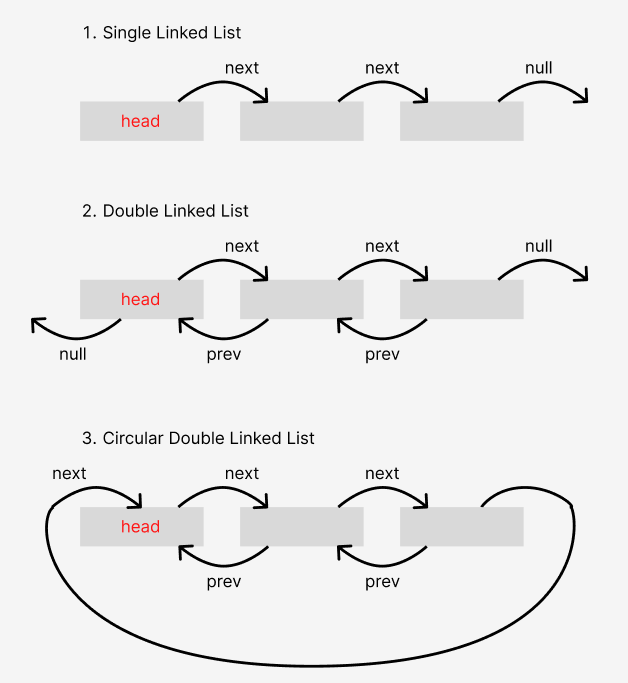 1. Single Linked List
next next null
head
2. Double Linked List
next next null
head
null prev prev
3. Circular Double Linked List
next next next
head
prev prev